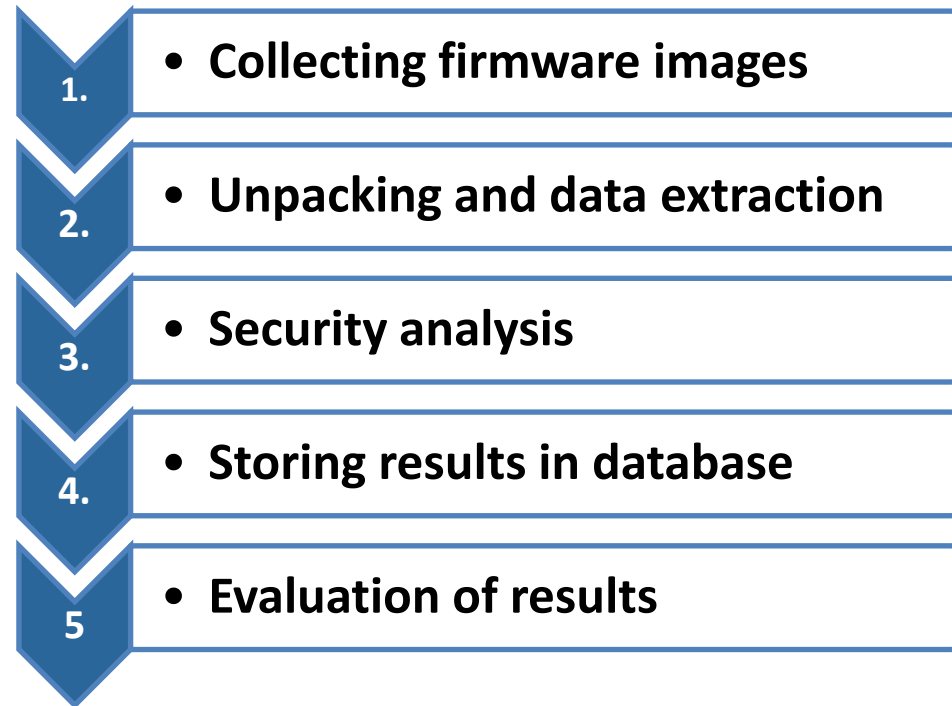 1. • Collecting firmware images
2. • Unpacking and data extraction
3. • Security analysis
4. • Storing results in database
5 • Evaluation of results